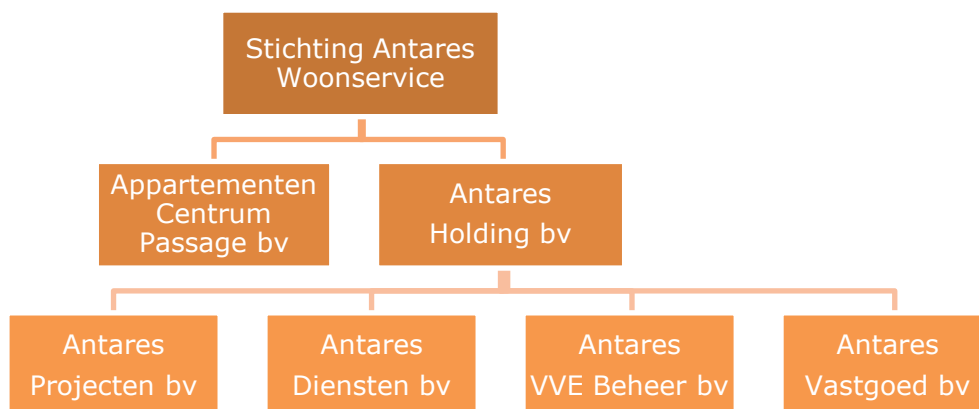 Stichting Antares
Woonservice
Appartementen
Centrum
Passage bv
Antares
Holding bv
Antares
Projecten bv
Antares
Diensten bv
Antares
VVE Beheer bv
Antares
Vastgoed bv